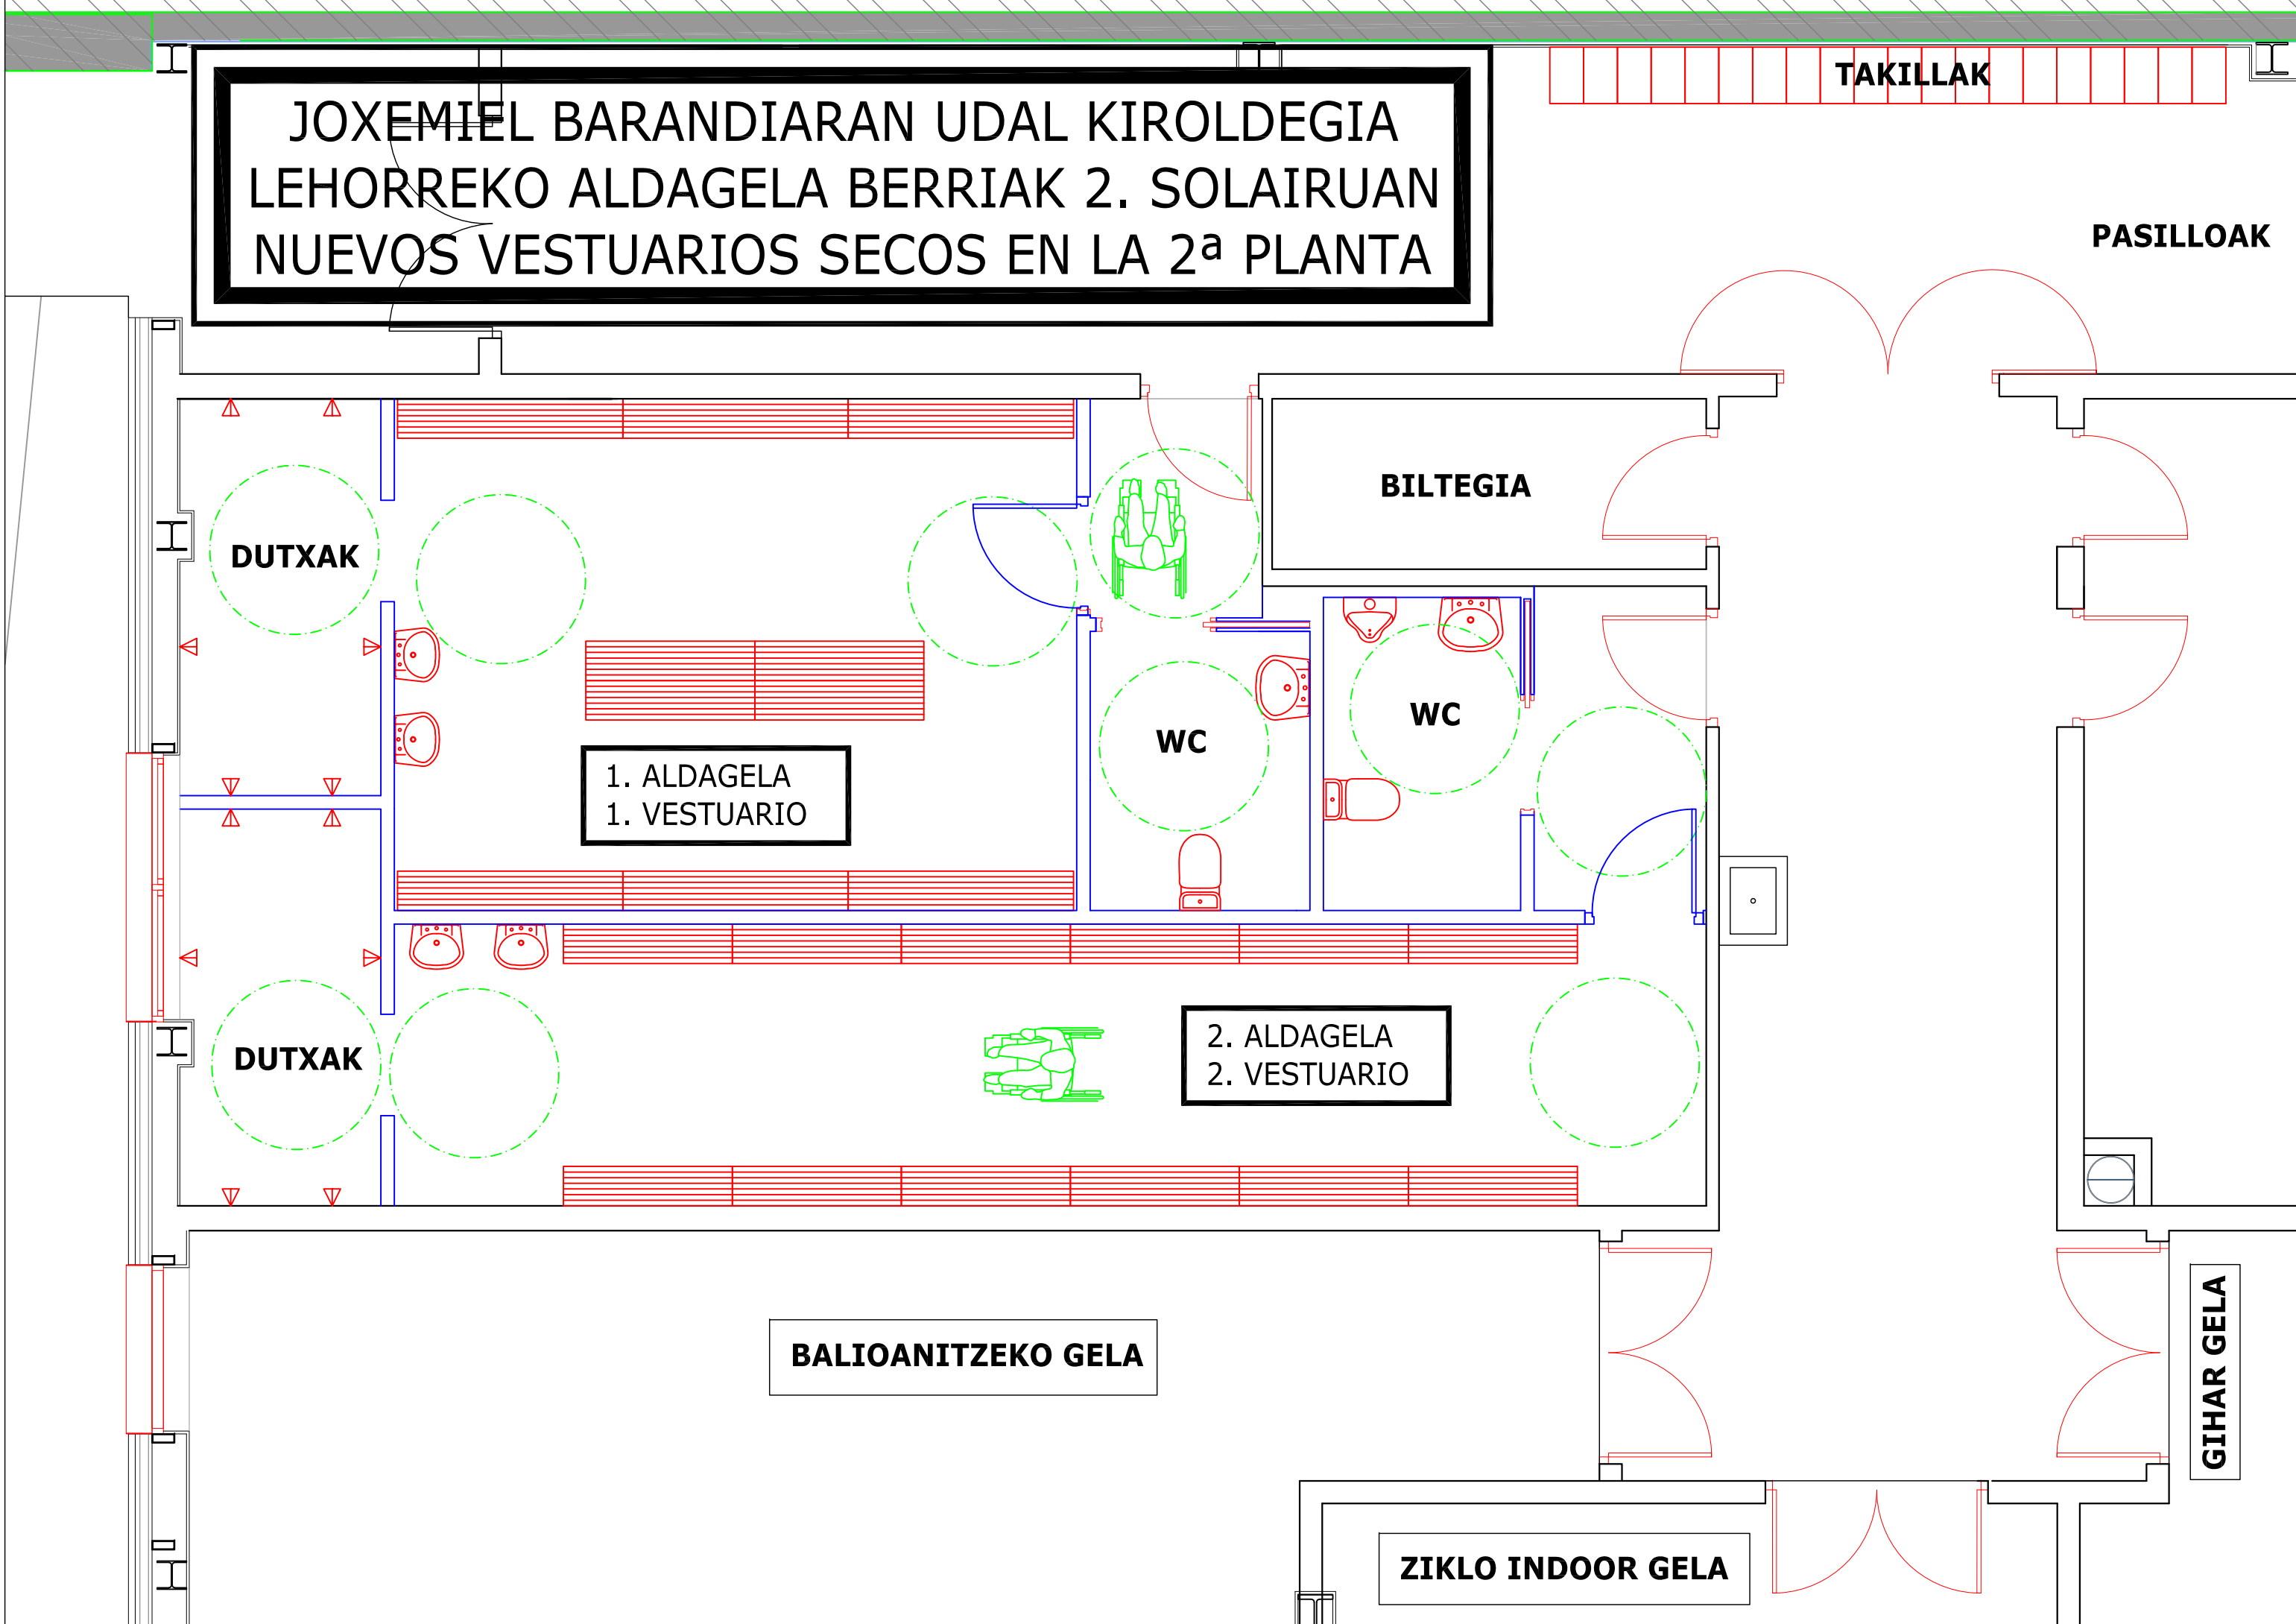 JOXEMIEL BARANDIARAN UDAL KIROLDEGIA
LEHORREKO ALDAGELA BERRIAK 2. SOLAIRUAN
NUEVOS VESTUARIOS SECOS EN LA 2ª PLANTA
TAKILLAK
PASILLOAK
BILTEGIA
DUTXAK
WC
WC
1. ALDAGELA
1. VESTUARIO
2. ALDAGELA
2. VESTUARIO
DUTXAK
BALIOANITZEKO GELA
GIHAR GELA
ZIKLO INDOOR GELA